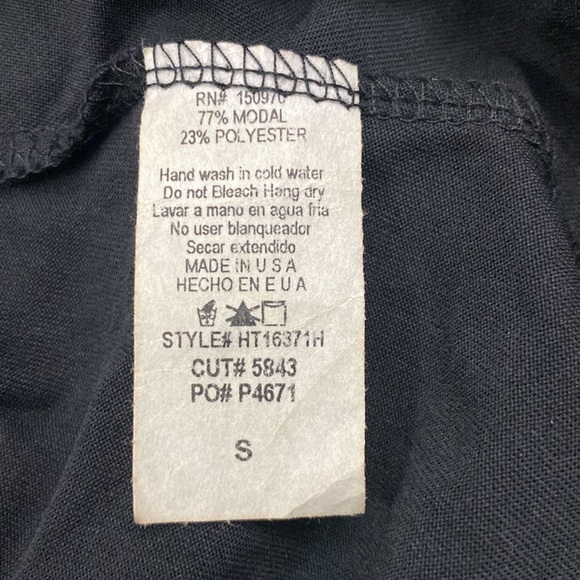 RN# 150970
77% MODAL
23% POLYESTER
Hand wash in cold water
Do not Bleach Hang dry
Lavar a mano en agua fria
No user blanqueador
Secar extendido
MADE IN U S A
HECHO EN E U A
STYLE# HT16371H
CUT# 5843
PO# P4671
S